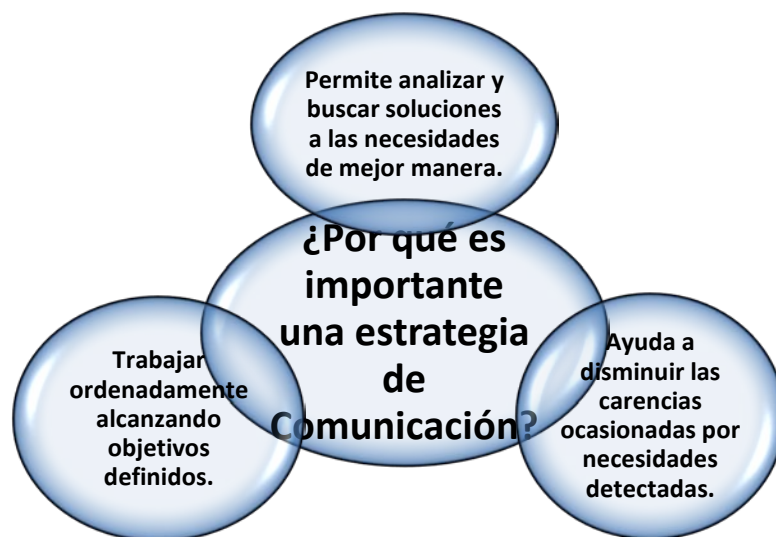 Permite analizar y
buscar soluciones
a las necesidades
de mejor manera.
¿Por qué es
importante
una estrategia
de
Comunicación?
Trabajar
ordenadamente
alcanzando
objetivos
definidos.
Ayuda a
disminuir las
carencias
ocasionadas por
necesidades
detectadas.